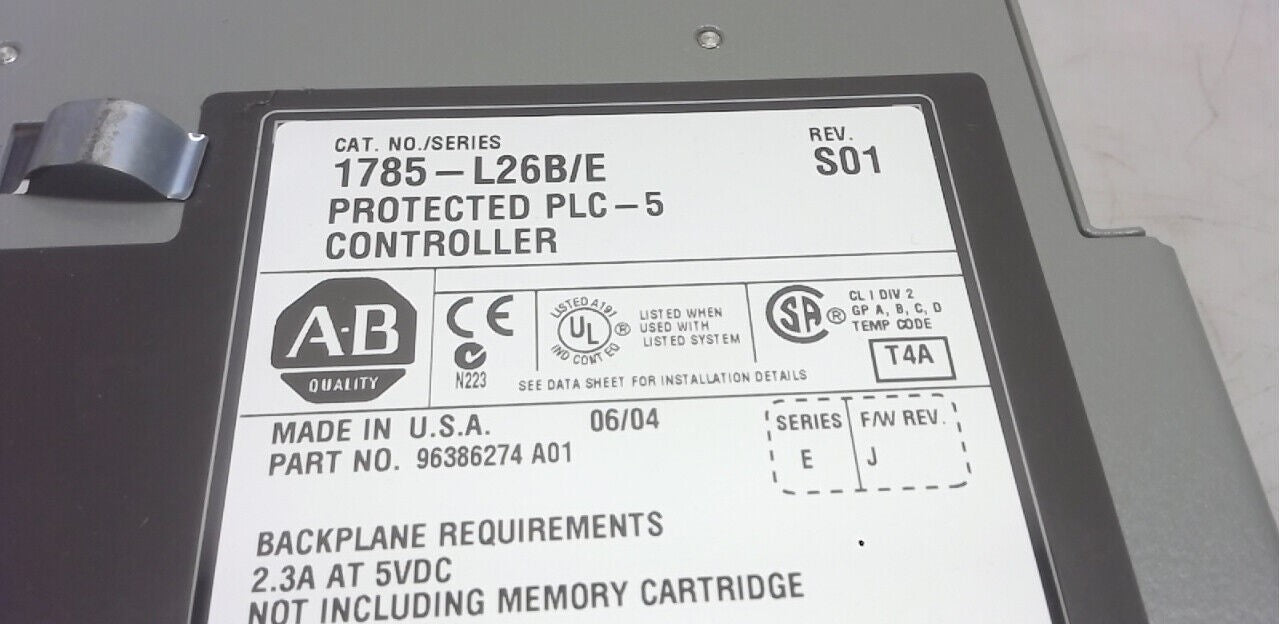 CAT. NO./SERIES
1785-L26B/E
PROTECTED PLC-5
CONTROLLER
REV.
S01
A·B
QUALITY
CE
N223
LISTED A191
UL
IND CONT EQ
®
LISTED WHEN
USED WITH
LISTED SYSTEM
SA ®
CL I DIV 2
GP A, B, C, D
TEMP CODE
T4A
SEE DATA SHEET FOR INSTALLATION DETAILS
MADE IN U.S.A. 06/04
PART NO. 96386274 A01
SERIES F/W REV.
E J
BACKPLANE REQUIREMENTS
2.3A AT 5VDC
NOT INCLUDING MEMORY CARTRIDGE